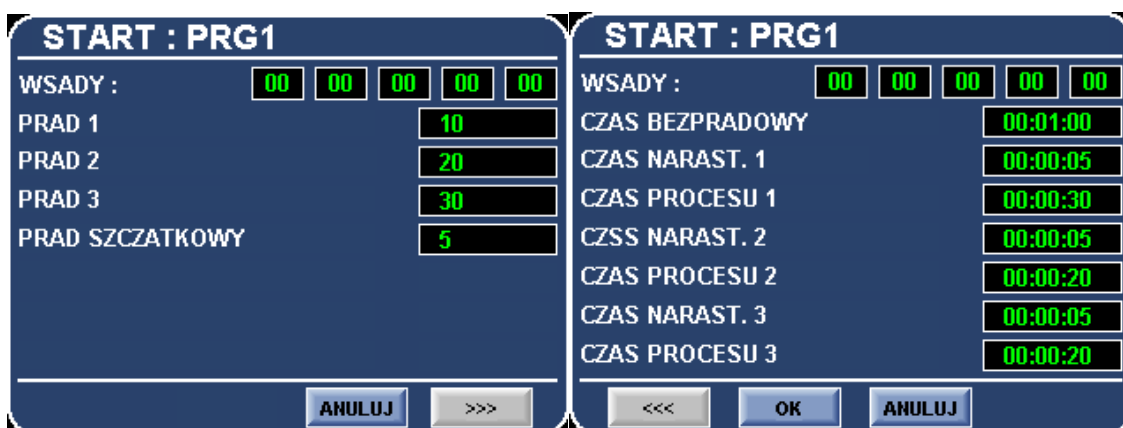 START : PRG1
WSADY : 00 00 00 00 00
PRAD 1 10
PRAD 2 20
PRAD 3 30
PRAD SZCZATKOWY 5
ANULUJ >>>
START : PRG1
WSADY : 00 00 00 00 00
CZAS BEZPRADOWY 00:01:00
CZAS NARAST. 1 00:00:05
CZAS PROCESU 1 00:00:30
CZSS NARAST. 2 00:00:05
CZAS PROCESU 2 00:00:20
CZAS NARAST. 3 00:00:05
CZAS PROCESU 3 00:00:20
<<< OK ANULUJ